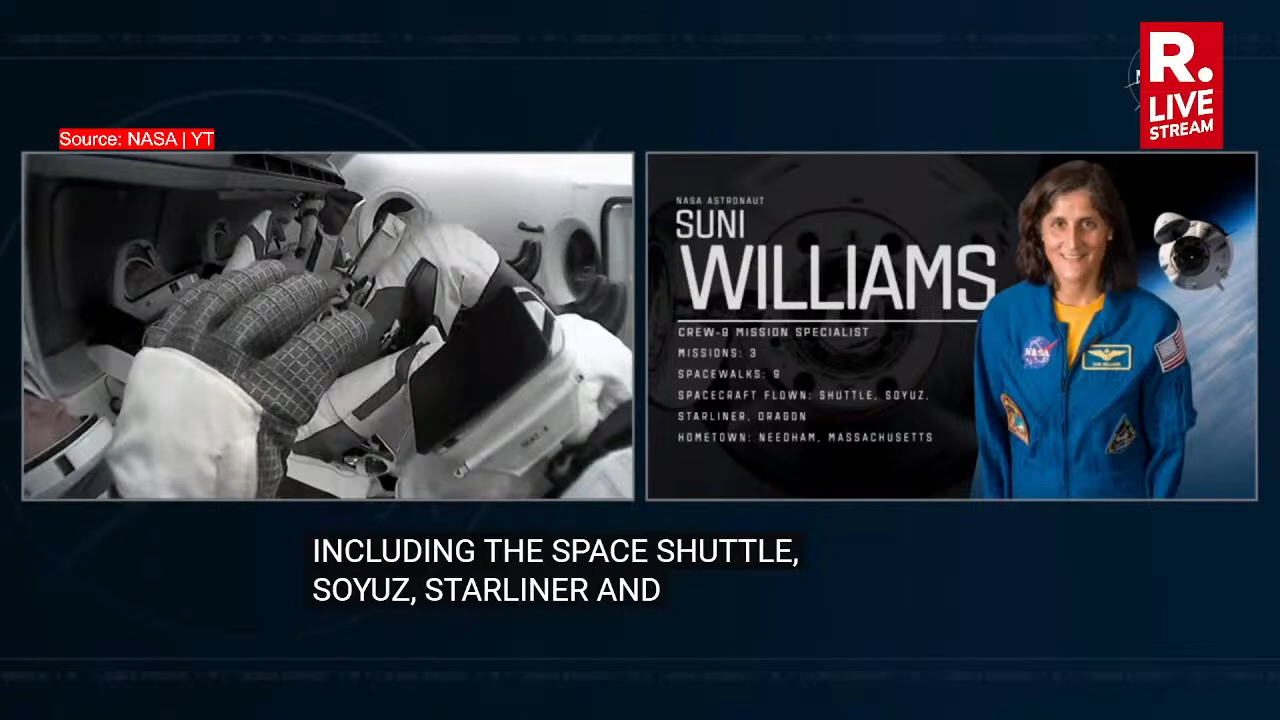 R.
LIVE
STREAM
Source: NASA | YT
NASA ASTRONAUT
SUNI
WILLIAMS
CREW-9 MISSION SPECIALIST
MISSIONS: 3
SPACEWALKS: 9
SPACECRAFT FLOWN: SHUTTLE, SOYUZ,
STARLINER, DRAGON
HOMETOWN: NEEDHAM, MASSACHUSETTS
NASA
INCLUDING THE SPACE SHUTTLE,
SOYUZ, STARLINER AND